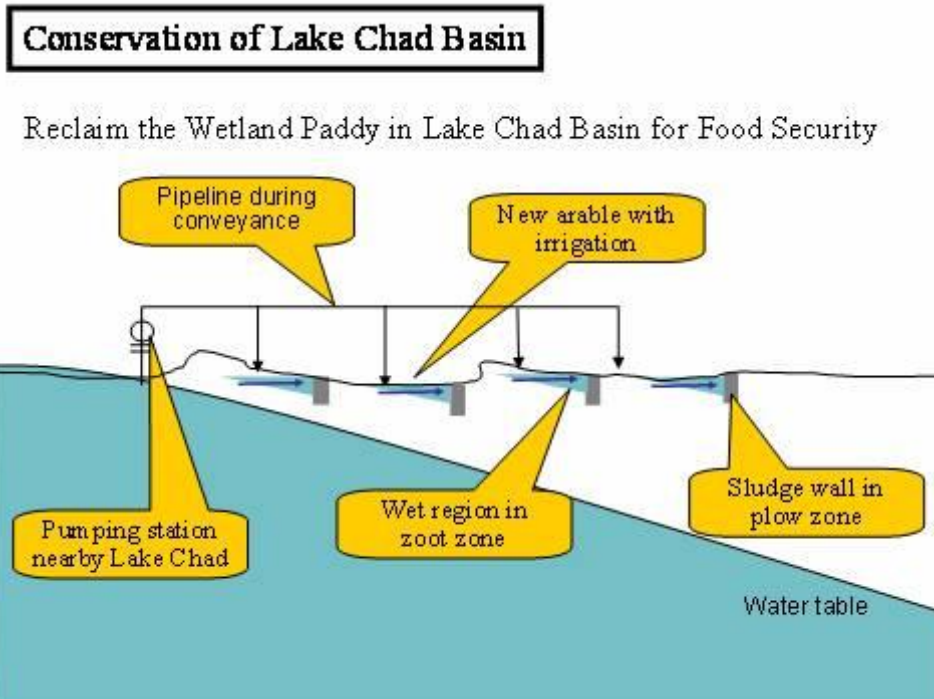 Conservation of Lake Chad Basin
Reclaim the Wetland Paddy in Lake Chad Basin for Food Security
Pipeline during
conveyance
New arable with
irrigation
Pumping station
nearby Lake Chad
Wet region in
zoot zone
Sludge wall in
plow zone
Water table